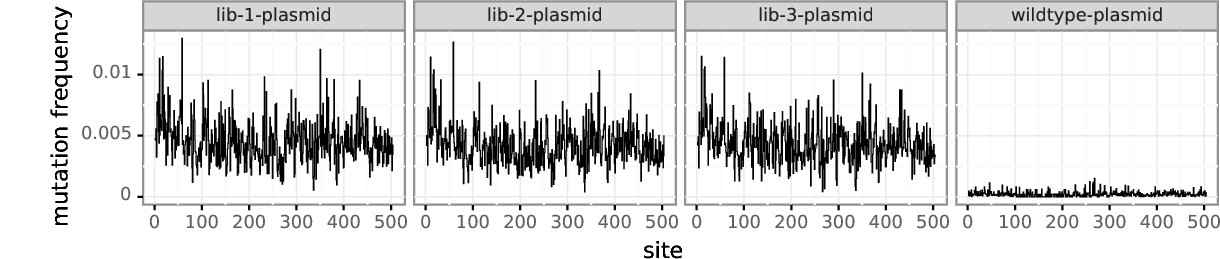 lib-1-plasmid lib-2-plasmid lib-3-plasmid wildtype-plasmid
mutation frequency
0.01
0.005
0
0 100 200 300 400 500 0 100 200 300 400 500 0 100 200 300 400 500 0 100 200 300 400 500
site